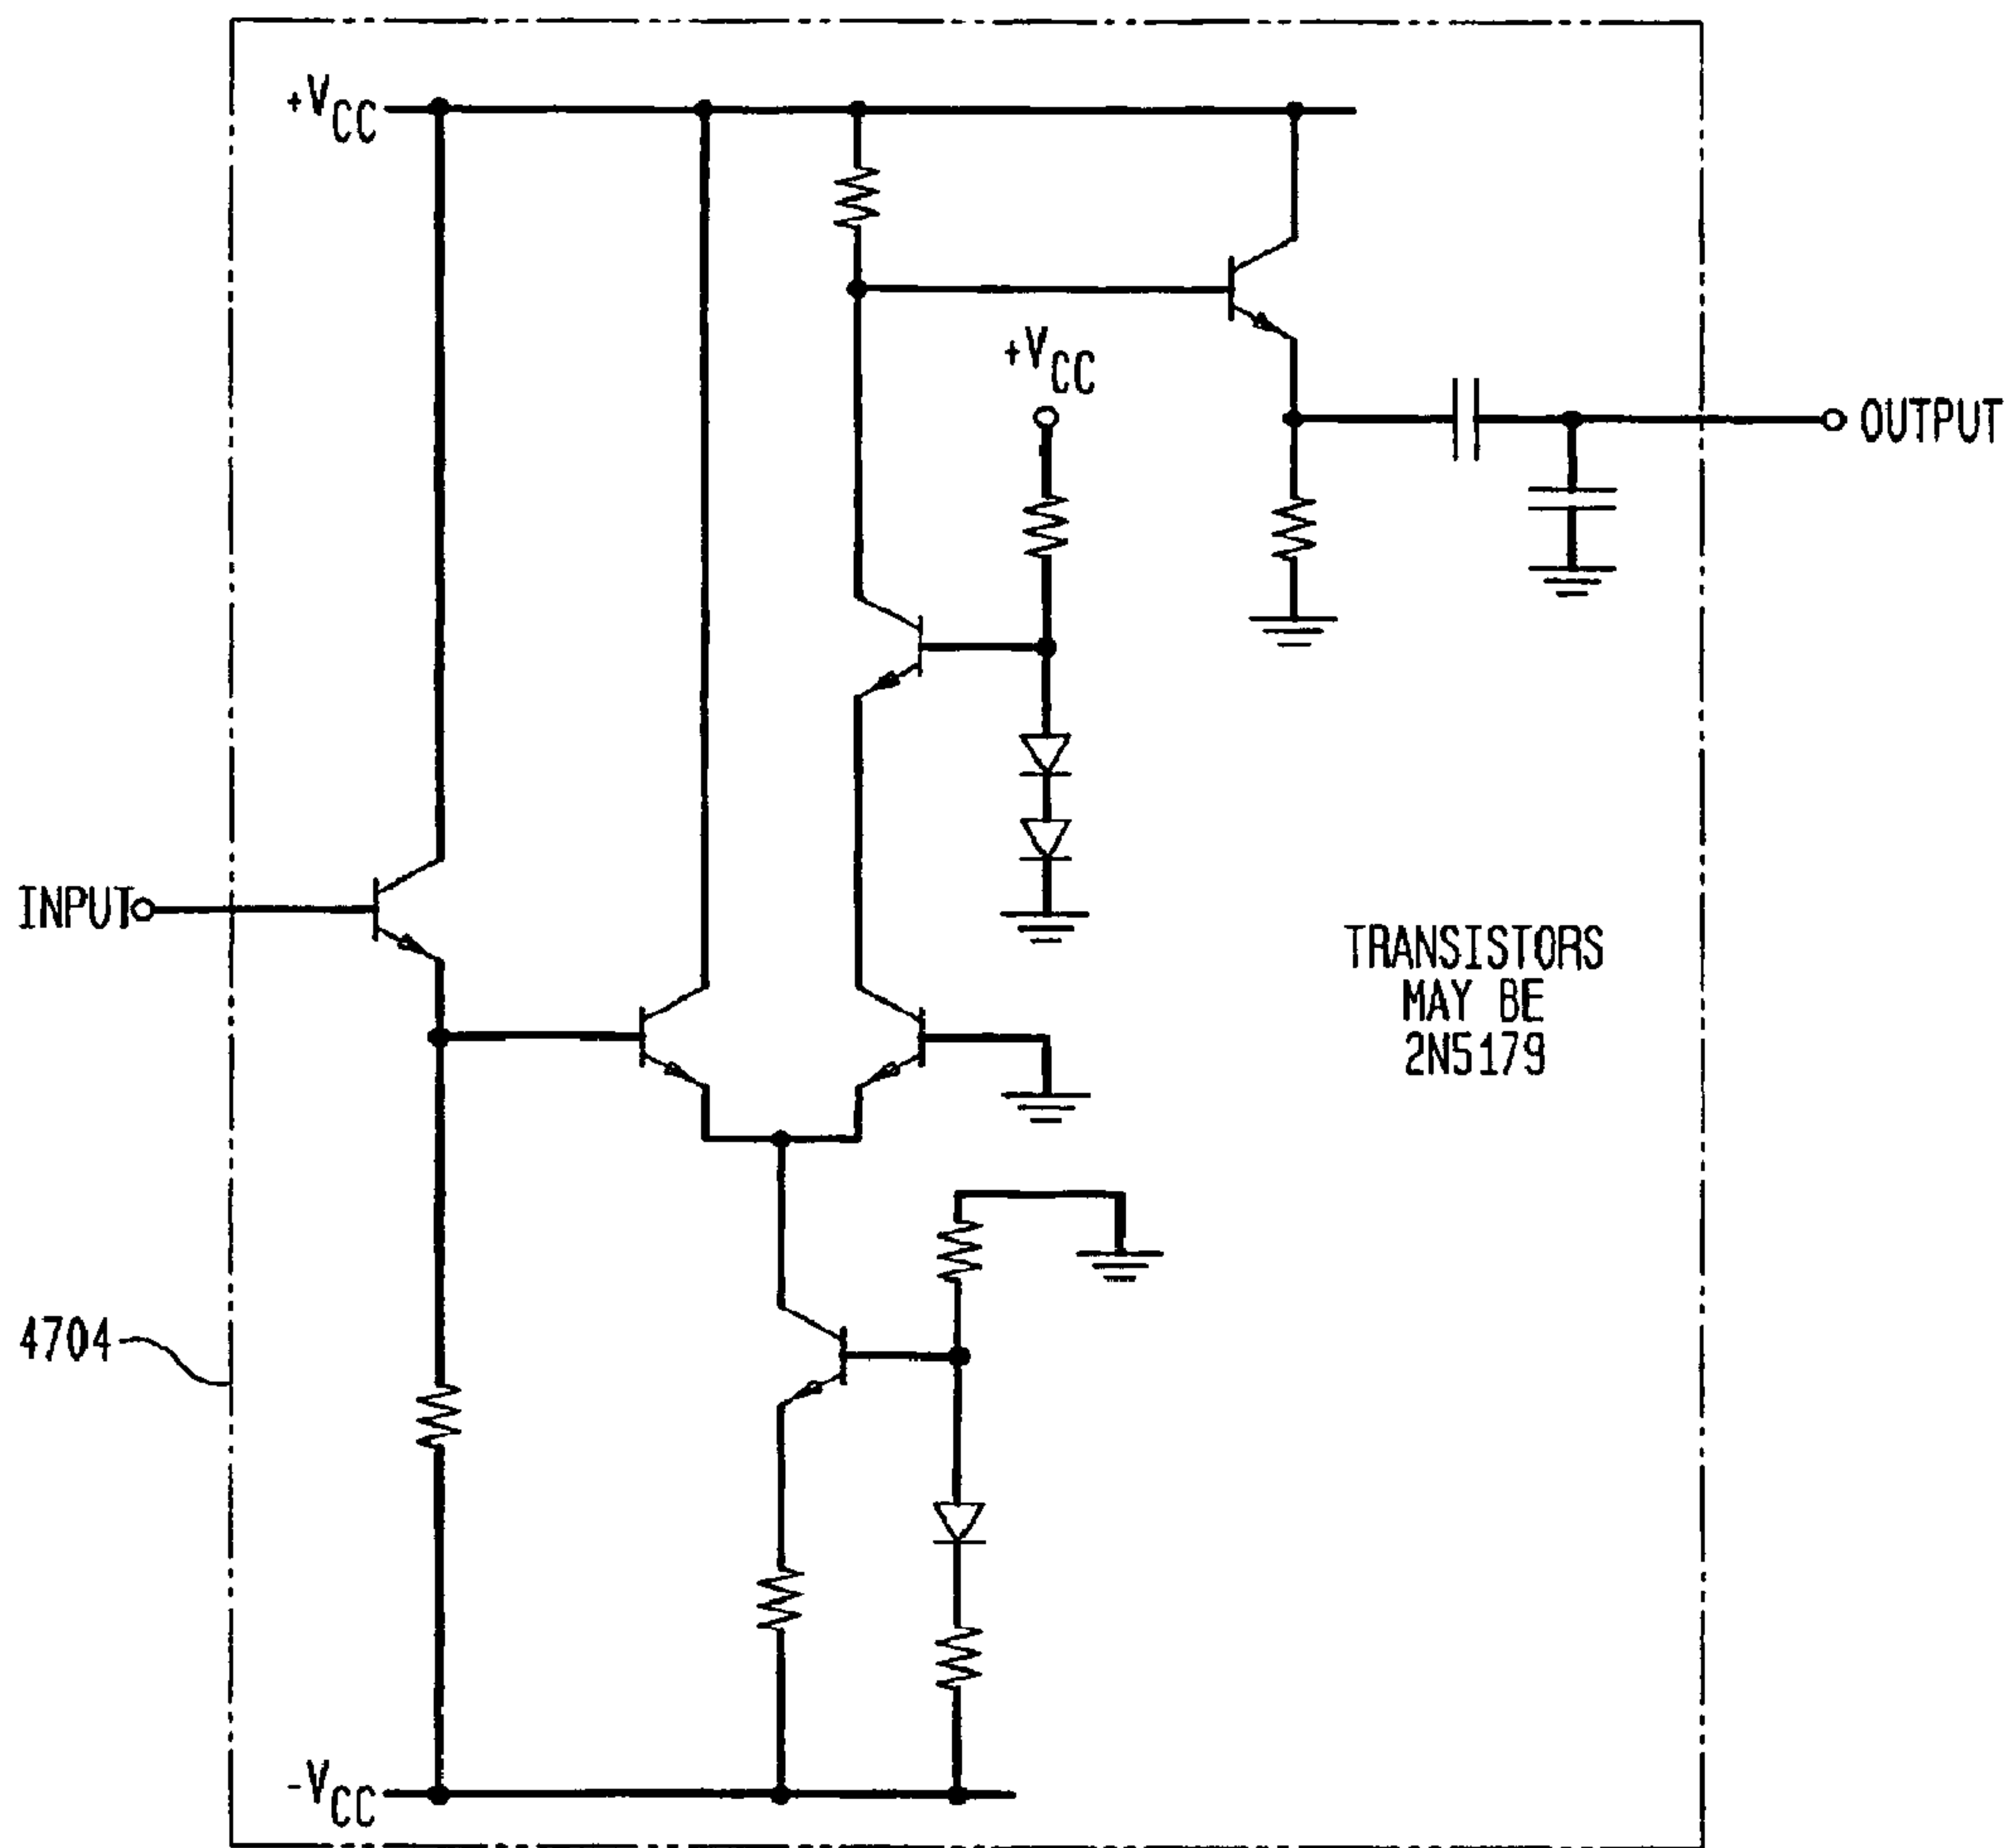 +VCC
+VCC
OUTPUT
INPUT
TRANSISTORS
MAY BE
2N5179
4704
-VCC